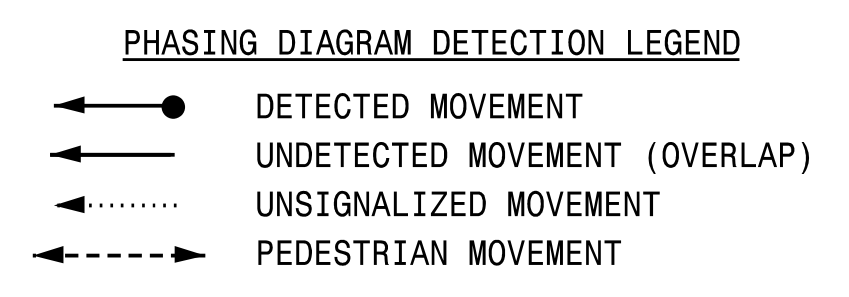 PHASING DIAGRAM DETECTION LEGEND
DETECTED MOVEMENT
UNDETECTED MOVEMENT (OVERLAP)
UNSIGNALIZED MOVEMENT
PEDESTRIAN MOVEMENT